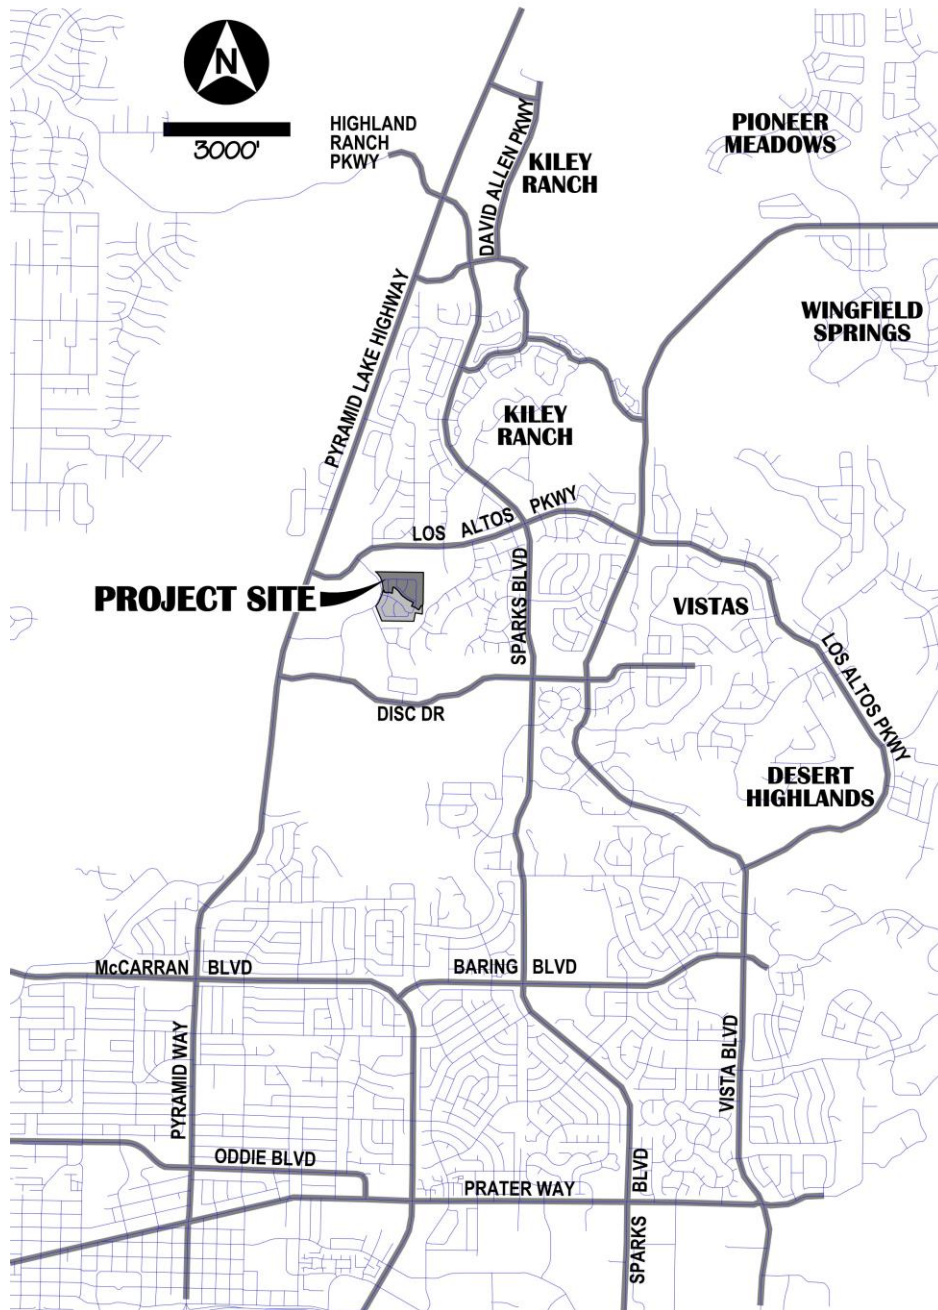 N
3000'
HIGHLAND
RANCH
PKWY
PIONEER
MEADOWS
KILEY
RANCH
DAVID ALLEN PKWY
PYRAMID LAKE HIGHWAY
WINGFIELD
SPRINGS
KILEY
RANCH
LOS ALTOS PKWY
PROJECT SITE
SPARKS BLVD
VISTAS
LOS ALTOS PKWY
DISC DR
DESERT
HIGHLANDS
McCARRAN BLVD
BARING BLVD
PYRAMID WAY
VISTA BLVD
ODDIE BLVD
PRATER WAY
SPARKS BLVD